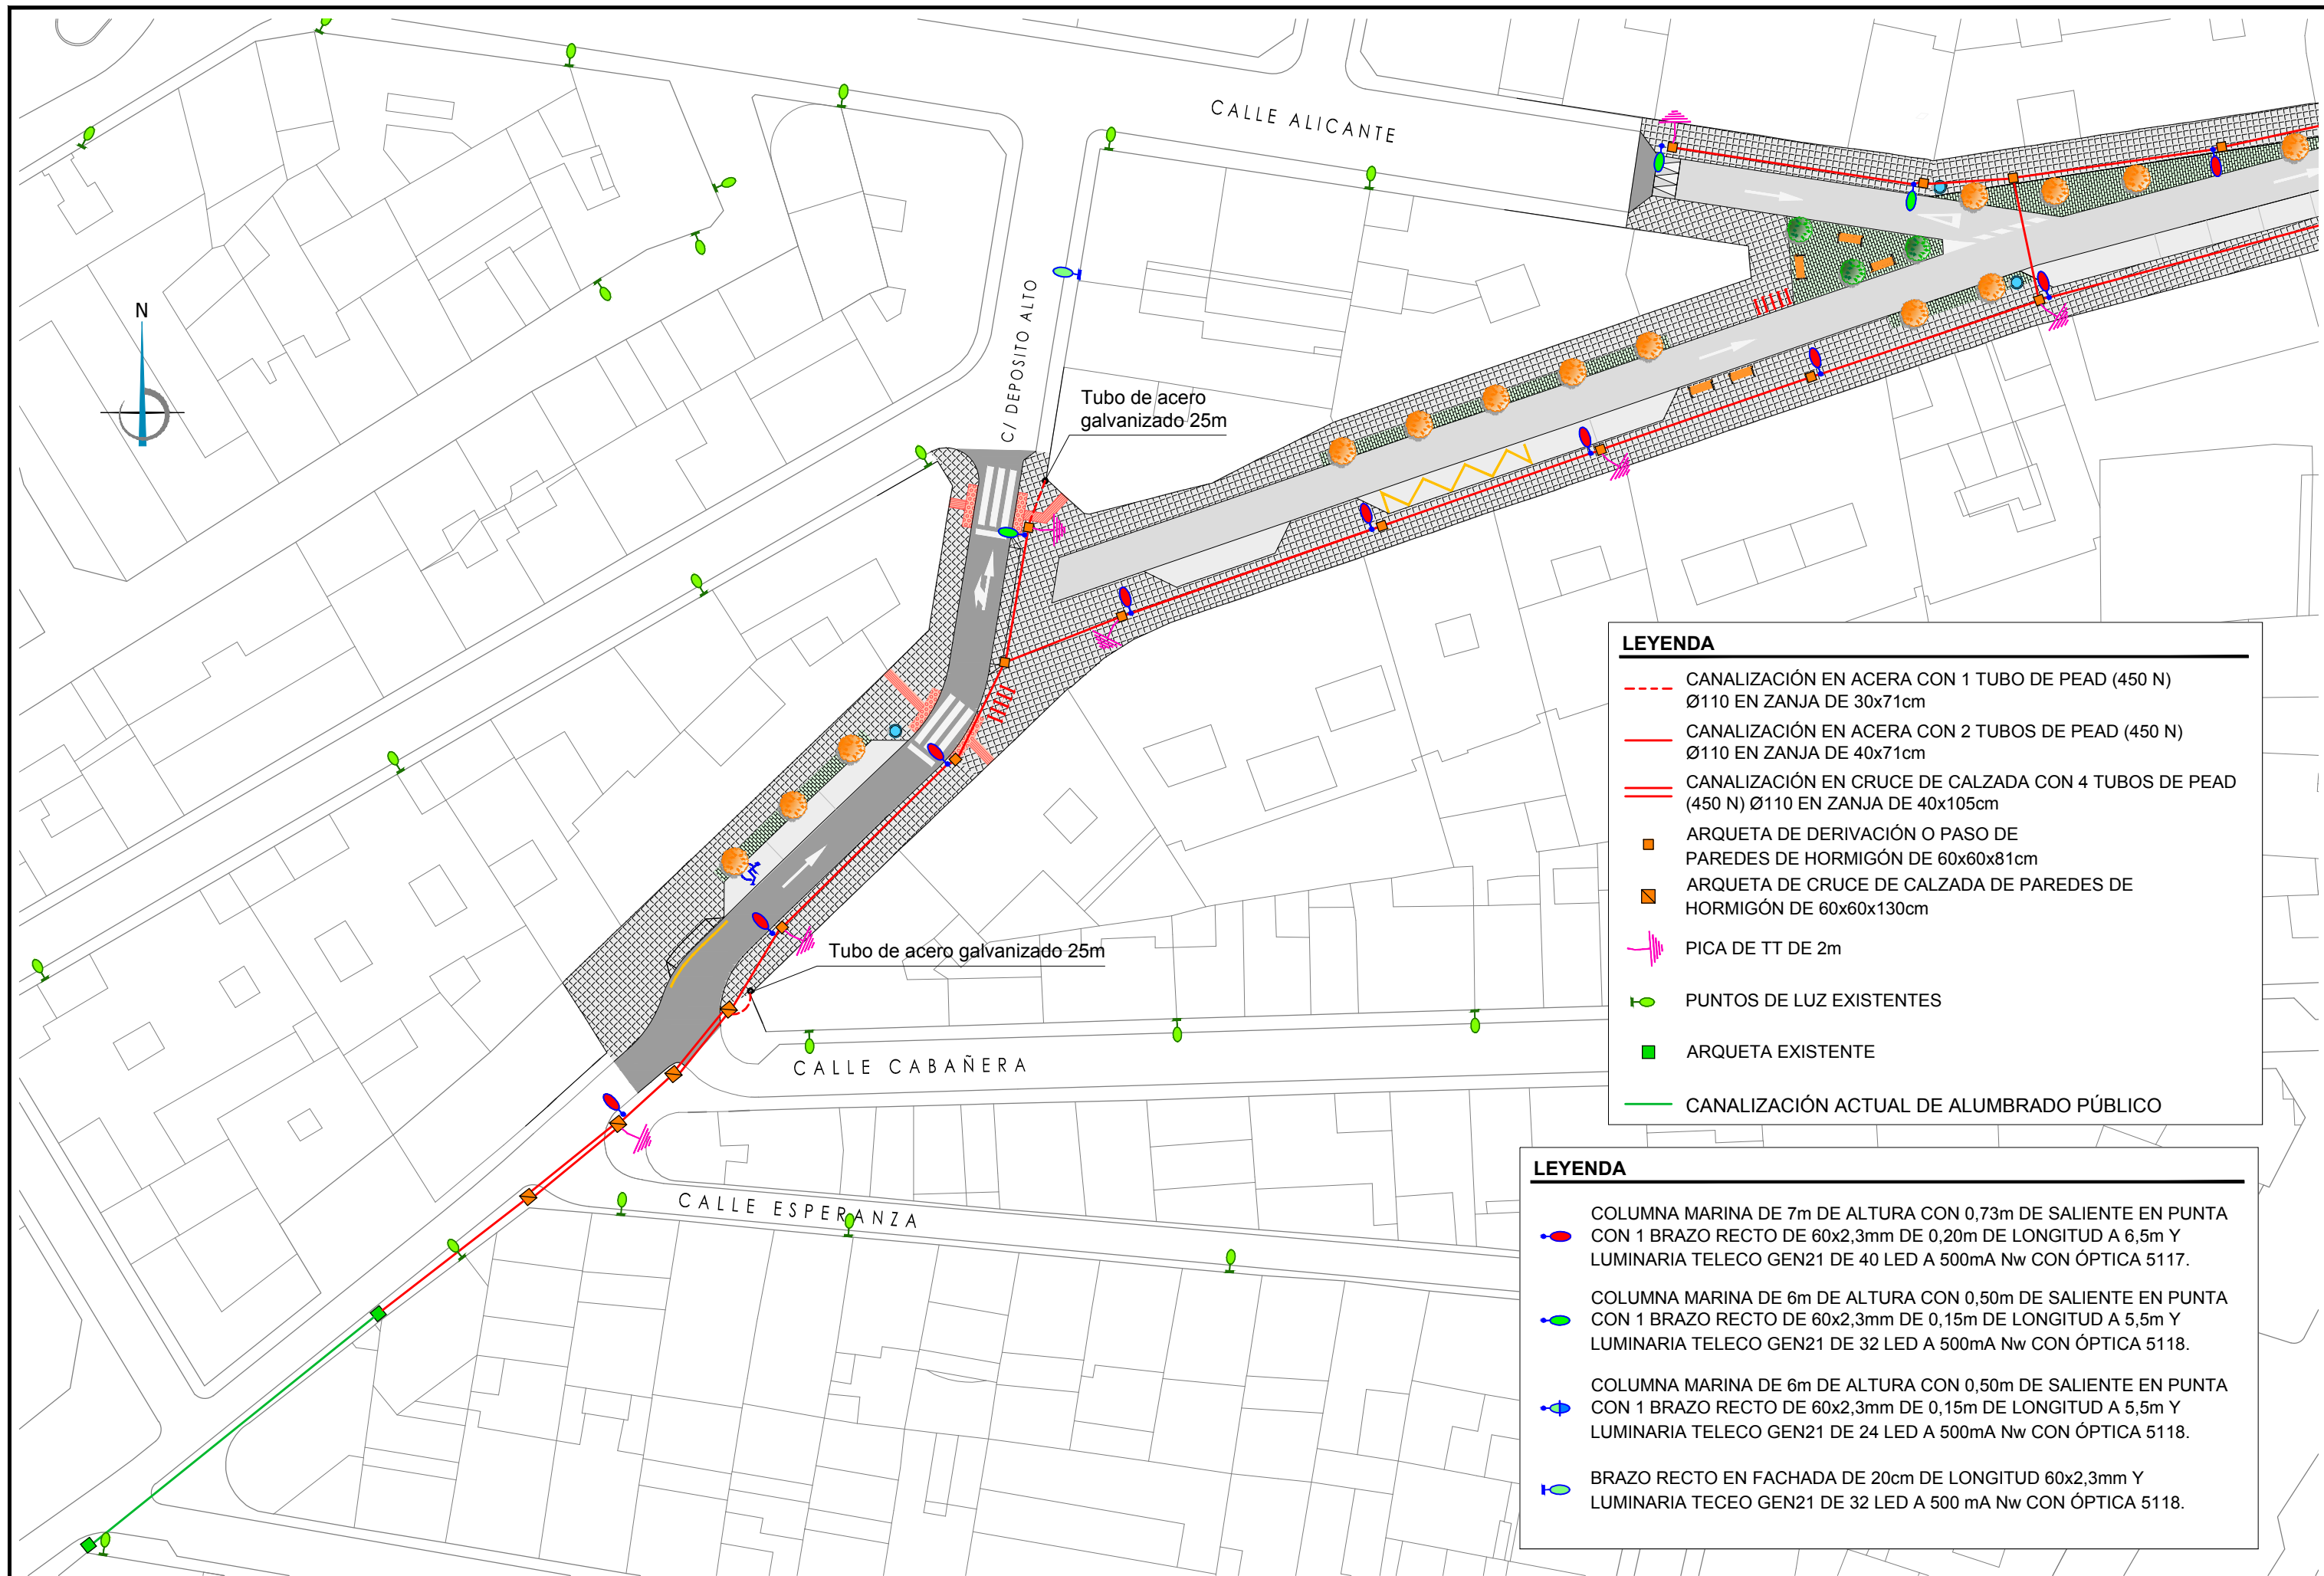 CALLE ALICANTE
N
C/ DEPOSITO ALTO
Tubo de acero
galvanizado 25m
Tubo de acero galvanizado 25m
CALLE CABAÑERA
CALLE ESPERANZA
LEYENDA
CANALIZACIÓN EN ACERA CON 1 TUBO DE PEAD (450 N)
Ø110 EN ZANJA DE 30x71cm
CANALIZACIÓN EN ACERA CON 2 TUBOS DE PEAD (450 N)
Ø110 EN ZANJA DE 40x71cm
CANALIZACIÓN EN CRUCE DE CALZADA CON 4 TUBOS DE PEAD
(450 N) Ø110 EN ZANJA DE 40x105cm
ARQUETA DE DERIVACIÓN O PASO DE
PAREDES DE HORMIGÓN DE 60x60x81cm
ARQUETA DE CRUCE DE CALZADA DE PAREDES DE
HORMIGÓN DE 60x60x130cm
PICA DE TT DE 2m
PUNTOS DE LUZ EXISTENTES
ARQUETA EXISTENTE
CANALIZACIÓN ACTUAL DE ALUMBRADO PÚBLICO
LEYENDA
COLUMNA MARINA DE 7m DE ALTURA CON 0,73m DE SALIENTE EN PUNTA
CON 1 BRAZO RECTO DE 60x2,3mm DE 0,20m DE LONGITUD A 6,5m Y
LUMINARIA TELECO GEN21 DE 40 LED A 500mA Nw CON ÓPTICA 5117.
COLUMNA MARINA DE 6m DE ALTURA CON 0,50m DE SALIENTE EN PUNTA
CON 1 BRAZO RECTO DE 60x2,3mm DE 0,15m DE LONGITUD A 5,5m Y
LUMINARIA TELECO GEN21 DE 32 LED A 500mA Nw CON ÓPTICA 5118.
COLUMNA MARINA DE 6m DE ALTURA CON 0,50m DE SALIENTE EN PUNTA
CON 1 BRAZO RECTO DE 60x2,3mm DE 0,15m DE LONGITUD A 5,5m Y
LUMINARIA TELECO GEN21 DE 24 LED A 500mA Nw CON ÓPTICA 5118.
BRAZO RECTO EN FACHADA DE 20cm DE LONGITUD 60x2,3mm Y
LUMINARIA TECEO GEN21 DE 32 LED A 500 mA Nw CON ÓPTICA 5118.